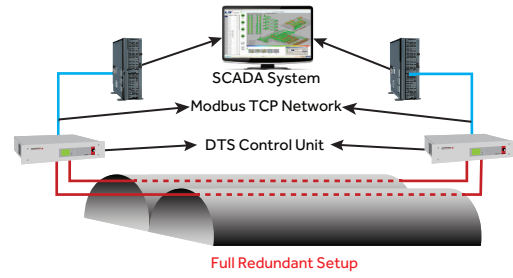 SCADA System
Modbus TCP Network
DTS Control Unit
Full Redundant Setup